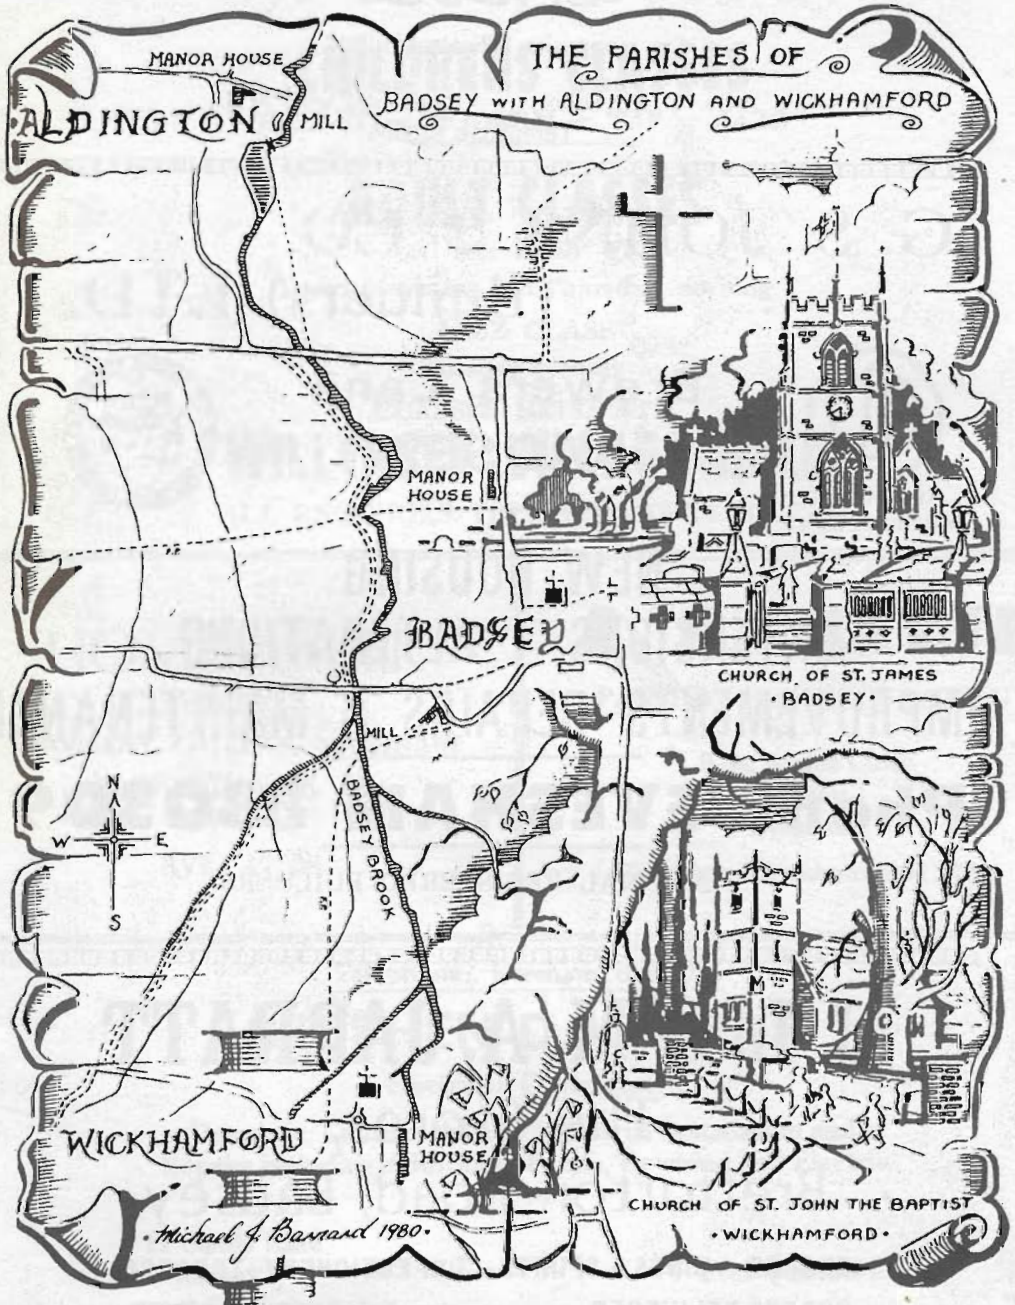 THE PARISHES OF
BADSEY WITH ALDINGTON AND WICKHAMFORD
MANOR HOUSE
ALDINGTON
MILL
MANOR
HOUSE
BADSEY
CHURCH OF ST. JAMES
BADSEY·
MILL
BADSEY BROOK
N
W E
S
WICKHAMFORD
MANOR
HOUSE
CHURCH OF ST. JOHN THE BAPTIST
·WICKHAMFORD·
·Michael J. Barnard 1980·